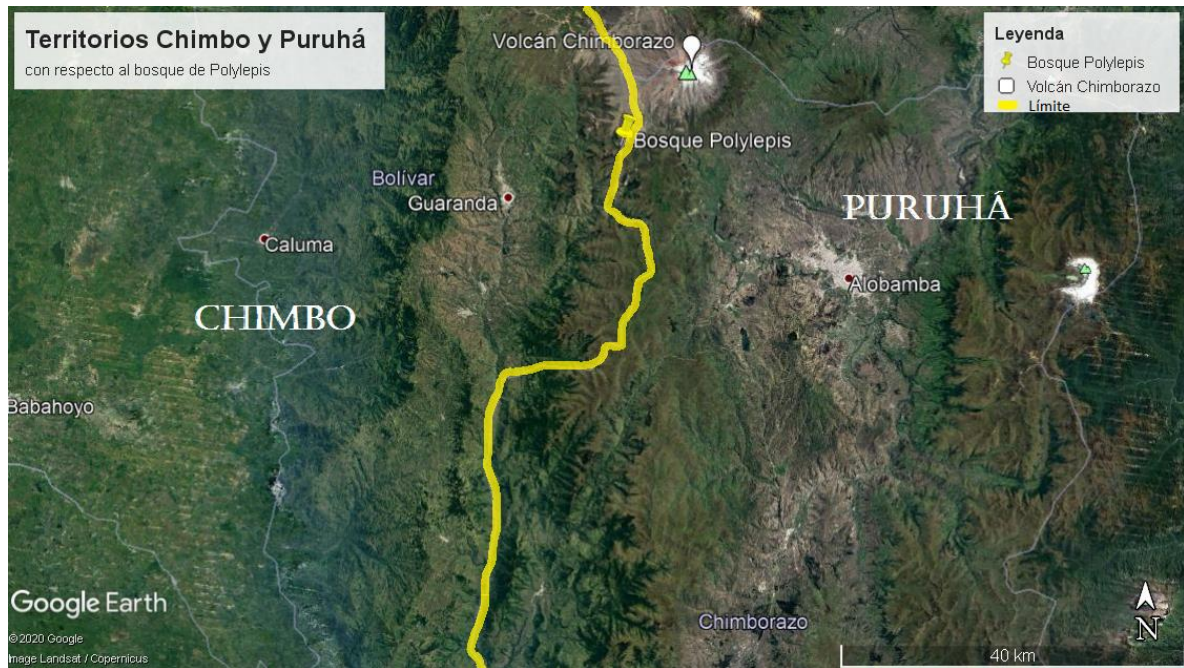 Territorios Chimbo y Puruhá
con respecto al bosque de Polylepis
Leyenda
Bosque Polylepis
Volcán Chimborazo
Límite
Volcán Chimborazo
Bosque Polylepis
Bolívar
Guaranda
PURUHÁ
Caluma
Alobamba
CHIMBO
Babahoyo
Chimborazo
Google Earth
©2020 Google
Image Landsat / Copernicus
N
40 km